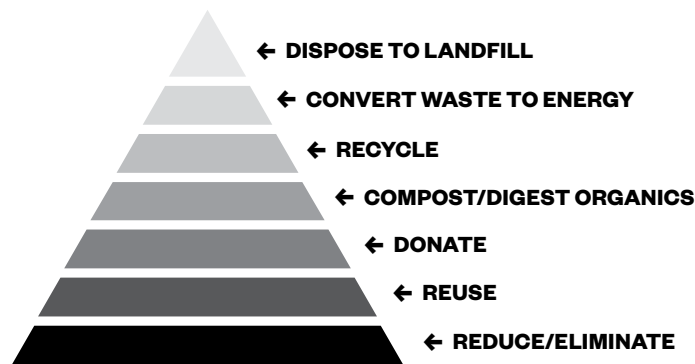 ← DISPOSE TO LANDFILL
← CONVERT WASTE TO ENERGY
← RECYCLE
← COMPOST/DIGEST ORGANICS
← DONATE
← REUSE
← REDUCE/ELIMINATE